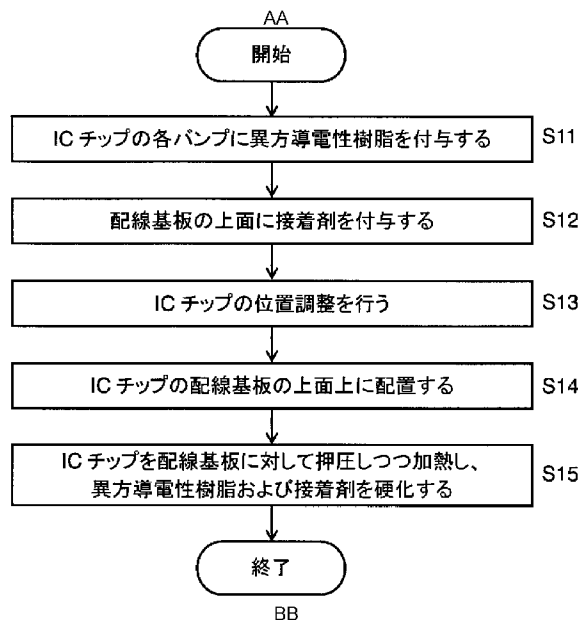 AA
開始
ICチップの各バンプに異方導電性樹脂を付与する
S11
配線基板の上面に接着剤を付与する
S12
ICチップの位置調整を行う
S13
ICチップの配線基板の上面上に配置する
S14
ICチップを配線基板に対して押圧しつつ加熱し、
異方導電性樹脂および接着剤を硬化する
S15
終了
BB